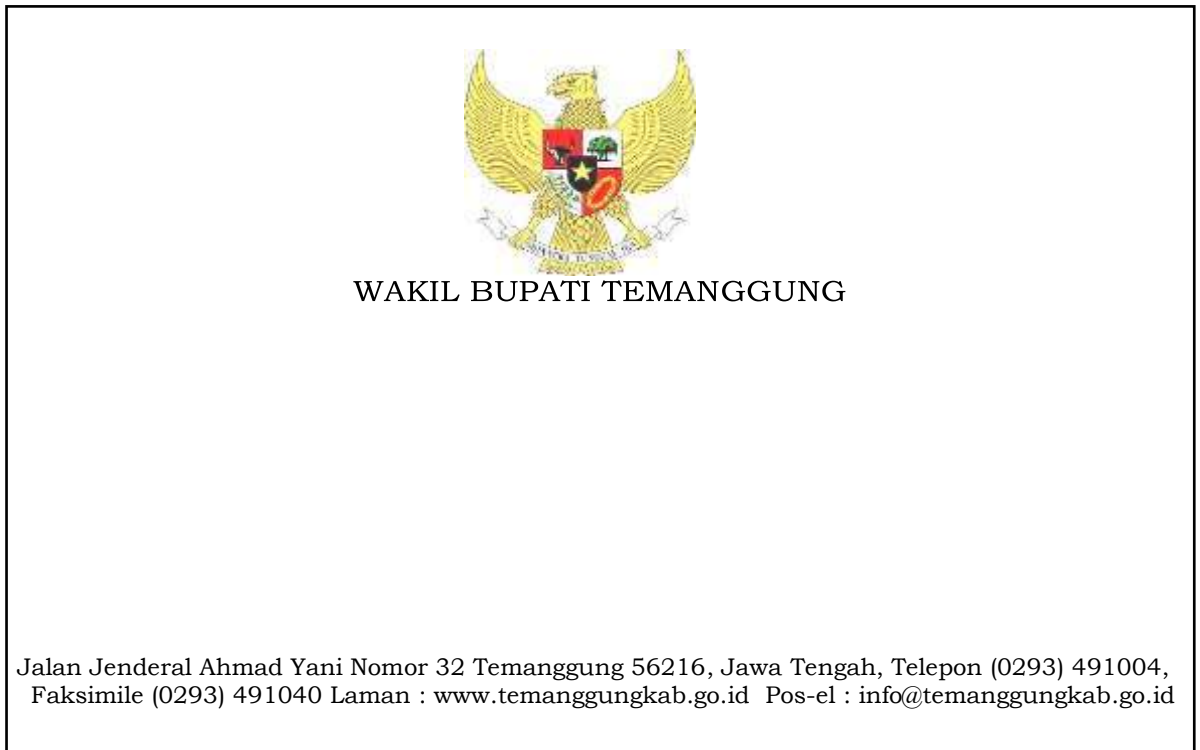 WAKIL BUPATI TEMANGGUNG
Jalan Jenderal Ahmad Yani Nomor 32 Temanggung 56216, Jawa Tengah, Telepon (0293) 491004,
Faksimile (0293) 491040 Laman : www.temanggungkab.go.id Pos-el : info@temanggungkab.go.id